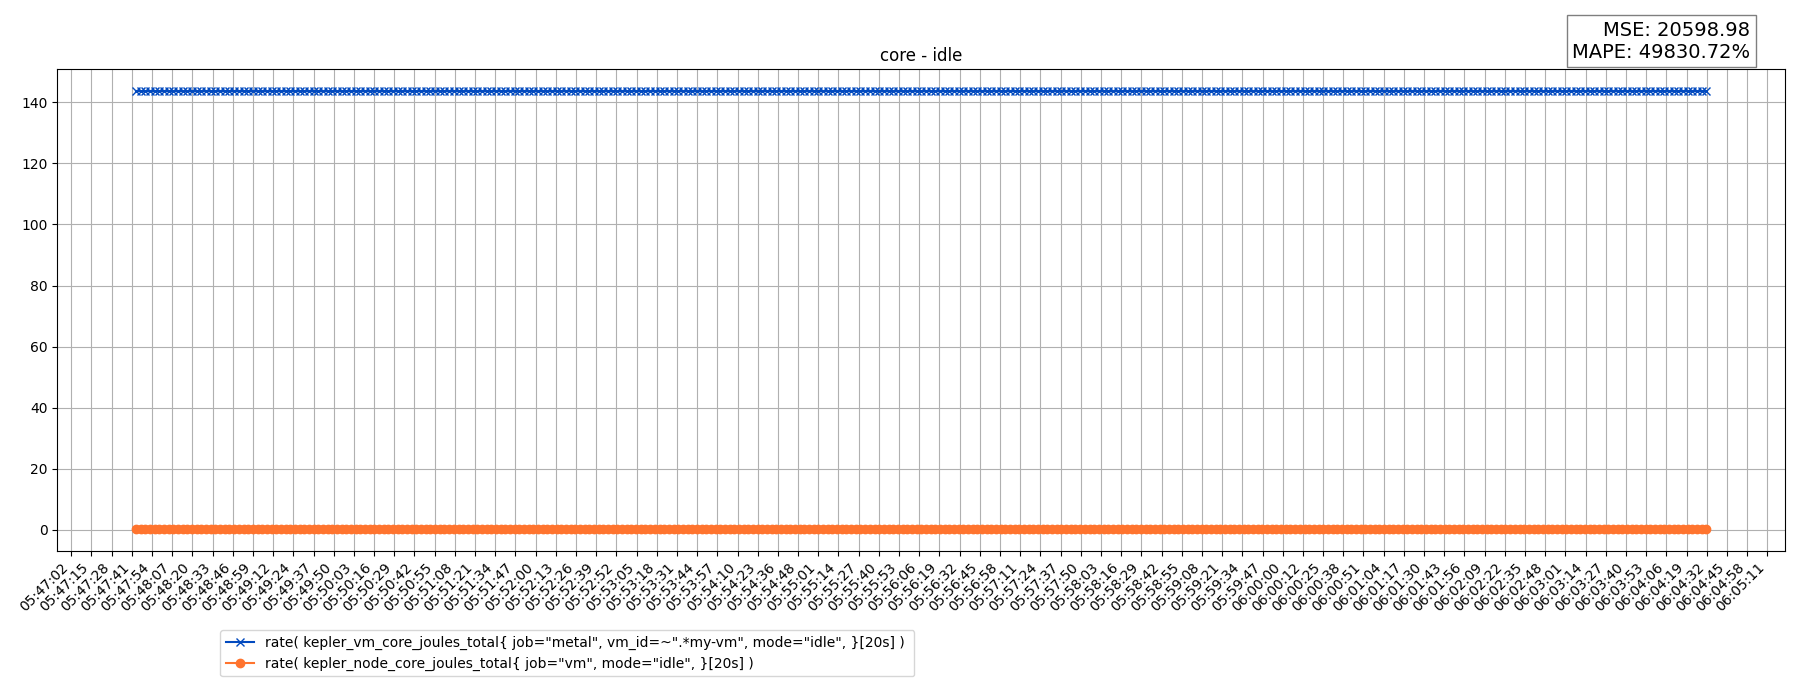 MSE: 20598.98
MAPE: 49830.72%
core - idle
140
120
100
80
60
40
20
0
05:47:02 05:47:15 05:47:28 05:47:41 05:47:54 05:48:07 05:48:20 05:48:33 05:48:46 05:48:59 05:49:12 05:49:24 05:49:37 05:49:50 05:50:03 05:50:16 05:50:29 05:50:42 05:50:55 05:51:08 05:51:21 05:51:34 05:51:47 05:52:00 05:52:13 05:52:26 05:52:39 05:52:52 05:53:05 05:53:18 05:53:31 05:53:44 05:53:57 05:54:10 05:54:23 05:54:36 05:54:48 05:55:01 05:55:14 05:55:27 05:55:40 05:55:53 05:56:06 05:56:19 05:56:32 05:56:45 05:56:58 05:57:11 05:57:24 05:57:37 05:57:50 05:58:03 05:58:16 05:58:29 05:58:42 05:58:55 05:59:08 05:59:21 05:59:34 05:59:47 06:00:00 06:00:12 06:00:25 06:00:38 06:00:51 06:01:04 06:01:17 06:01:30 06:01:43 06:01:56 06:02:09 06:02:22 06:02:35 06:02:48 06:03:01 06:03:14 06:03:27 06:03:40 06:03:53 06:04:06 06:04:19 06:04:32 06:04:45 06:04:58 06:05:11
rate( kepler_vm_core_joules_total{ job="metal", vm_id=~".*my-vm", mode="idle", }[20s] )
rate( kepler_node_core_joules_total{ job="vm", mode="idle", }[20s] )